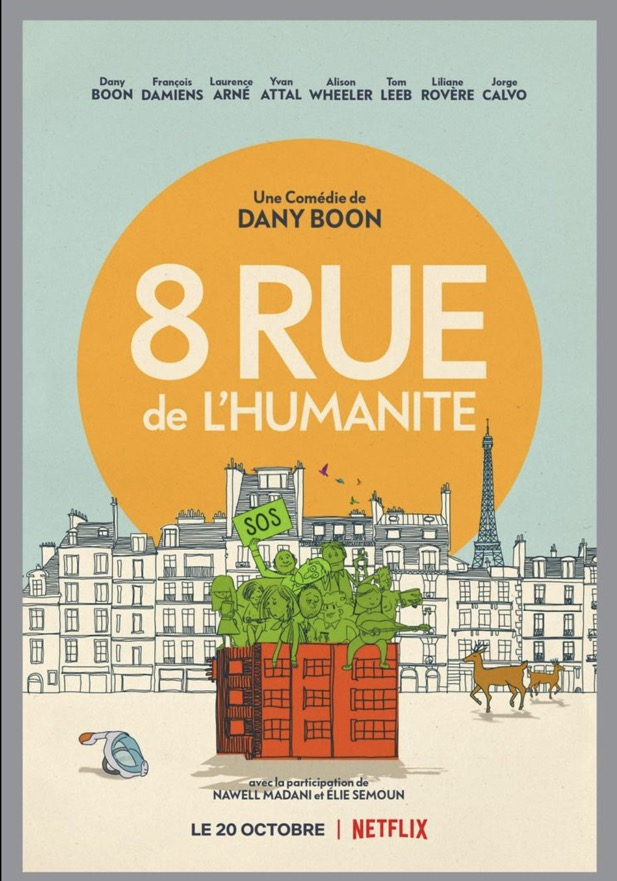 Dany François Laurence Yvan Alison Tom Liliane Jorge
BOON DAMIENS ARNÉ ATTAL WHEELER LEEB ROVÈRE CALVO
Une Comédie de
DANY BOON
8 RUE
de L'HUMANITE
SOS
avec la participation de
NAWELL MADANI et ÉLIE SEMOUN
LE 20 OCTOBRE | NETFLIX